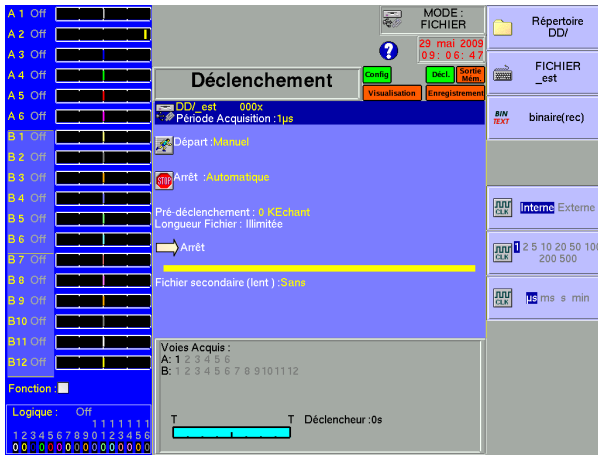 A 1 Off
A 2 Off
A 3 Off
A 4 Off
A 5 Off
A 6 Off
B 1 Off
B 2 Off
B 3 Off
B 4 Off
B 5 Off
B 6 Off
B 7 Off
B 8 Off
B 9 Off
B10 Off
B11 Off
B12 Off
Fonction :
Logique : Off
1 1 1 1 1 1 1
1 2 3 4 5 6 7 8 9 0 1 2 3 4 5 6
0 0 0 0 0 0 0 0 0 0 0 0 0 0 0 0
MODE :
FICHIER
29 mai 2009
09: 06: 47
Déclenchement
Config
Décl.
Sortie
Mém.
Visualisation
Enregistrement
DD/_est 000x
Période Acquisition :1µs
Départ :Manuel
STOP
Arrêt :Automatique
Pré-déclenchement : 0 KEchant
Longueur Fichier : Illimitée
Arrêt
Fichier secondaire (lent ) :Sans
Voies Acquis :
A: 1 2 3 4 5 6
B: 1 2 3 4 5 6 7 8 9 10 11 12
T T Déclencheur :0s
Répertoire
DD/
FICHIER
_est
BIN
TEXT
binaire(rec)
CLK
Interne Externe
CLK
1 2 5 10 20 50 100
200 500
CLK
µs ms s min